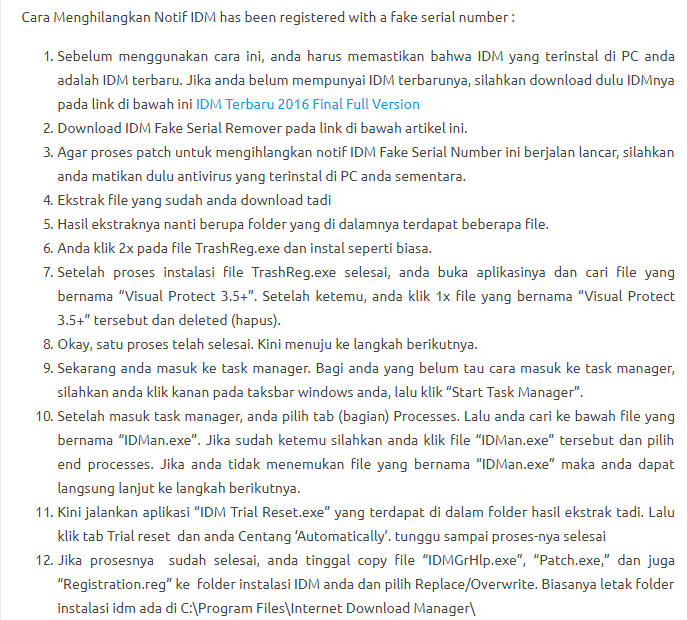 Cara Menghilangkan Notif IDM has been registered with a fake serial number :
1. Sebelum menggunakan cara ini, anda harus memastikan bahwa IDM yang terinstal di PC anda
adalah IDM terbaru. Jika anda belum mempunyai IDM terbarunya, silahkan download dulu IDMnya
pada link di bawah ini IDM Terbaru 2016 Final Full Version
2. Download IDM Fake Serial Remover pada link di bawah artikel ini.
3. Agar proses patch untuk mengihlangkan notif IDM Fake Serial Number ini berjalan lancar, silahkan
anda matikan dulu antivirus yang terinstal di PC anda sementara.
4. Ekstrak file yang sudah anda download tadi
5. Hasil ekstraknya nanti berupa folder yang di dalamnya terdapat beberapa file.
6. Anda klik 2x pada file TrashReg.exe dan instal seperti biasa.
7. Setelah proses instalasi file TrashReg.exe selesai, anda buka aplikasinya dan cari file yang
bernama “Visual Protect 3.5+”. Setelah ketemu, anda klik 1x file yang bernama “Visual Protect
3.5+” tersebut dan deleted (hapus).
8. Okay, satu proses telah selesai. Kini menuju ke langkah berikutnya.
9. Sekarang anda masuk ke task manager. Bagi anda yang belum tau cara masuk ke task manager,
silahkan anda klik kanan pada taksbar windows anda, lalu klik “Start Task Manager”.
10. Setelah masuk task manager, anda pilih tab (bagian) Processes. Lalu anda cari ke bawah file yang
bernama “IDMan.exe”. Jika sudah ketemu silahkan anda klik file “IDMan.exe” tersebut dan pilih
end processes. Jika anda tidak menemukan file yang bernama “IDMan.exe” maka anda dapat
langsung lanjut ke langkah berikutnya.
11. Kini jalankan aplikasi “IDM Trial Reset.exe” yang terdapat di dalam folder hasil ekstrak tadi. Lalu
klik tab Trial reset dan anda Centang ‘Automatically’. tunggu sampai proses-nya selesai
12. Jika prosesnya sudah selesai, anda tinggal copy file “IDMGrHlp.exe”, “Patch.exe,” dan juga
“Registration.reg” ke folder instalasi IDM anda dan pilih Replace/Overwrite. Biasanya letak folder
instalasi idm ada di C:\Program Files\Internet Download Manager\